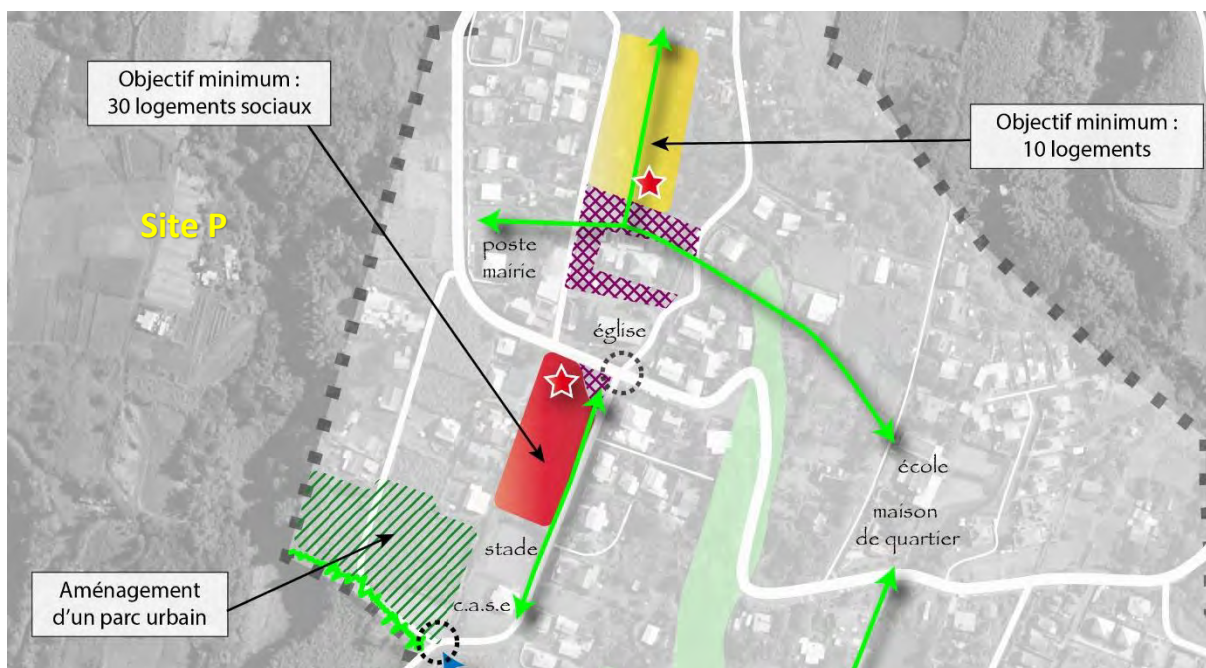 Objectif minimum :
30 logements sociaux
Objectif minimum :
10 logements
Site P
poste
mairie
église
école
maison
de quartier
stade
c.a.s.e
Aménagement
d'un parc urbain